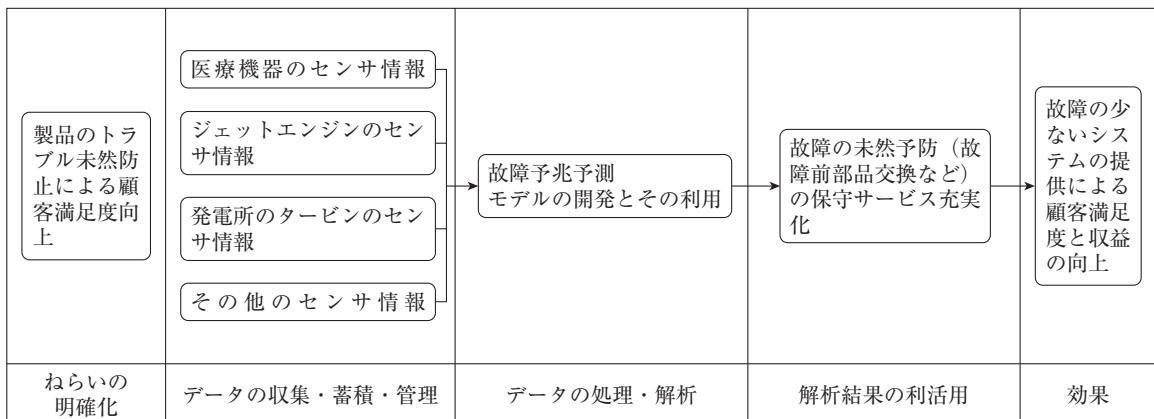 製品のトラ
ブル未然防
止による顧
客満足度向
上
医療機器のセンサ情報
ジェットエンジンのセン
サ情報
発電所のタービンのセン
サ情報
その他のセンサ情報
故障予兆予測
モデルの開発とその利用
故障の未然予防（故
障前部品交換など）
の保守サービス充実
化
故障の少
ないシス
テムの提
供による
顧客満足
度と収益
の向上
ねらいの
明確化
データの収集・蓄積・管理
データの処理・解析
解析結果の利活用
効果